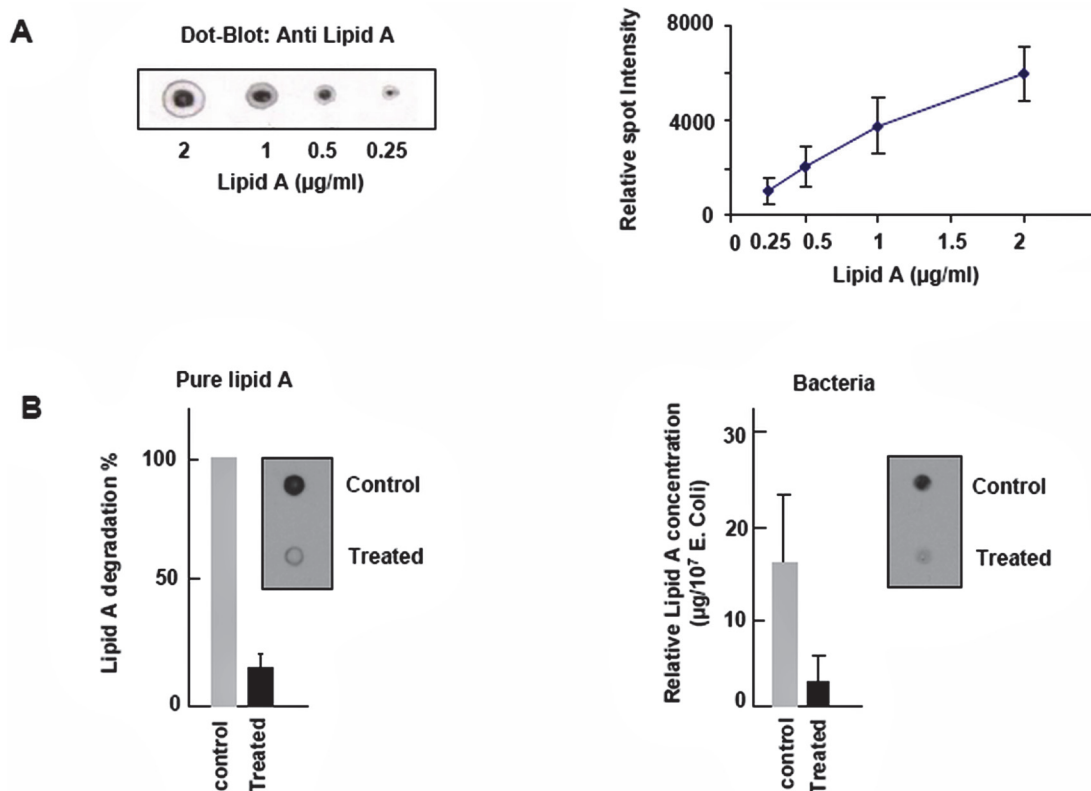 A
Dot-Blot: Anti Lipid A
2 1 0.5 0.25
Lipid A (µg/ml)
Relative spot Intensity
8000
4000
0
0 0.25 0.5 1 1.5 2
Lipid A (µg/ml)
B
Pure lipid A
Lipid A degradation %
100
50
0
Control
Treated
control
Treated
Bacteria
Relative Lipid A concentration
(µg/10⁷ E. Coli)
30
20
10
0
Control
Treated
control
Treated